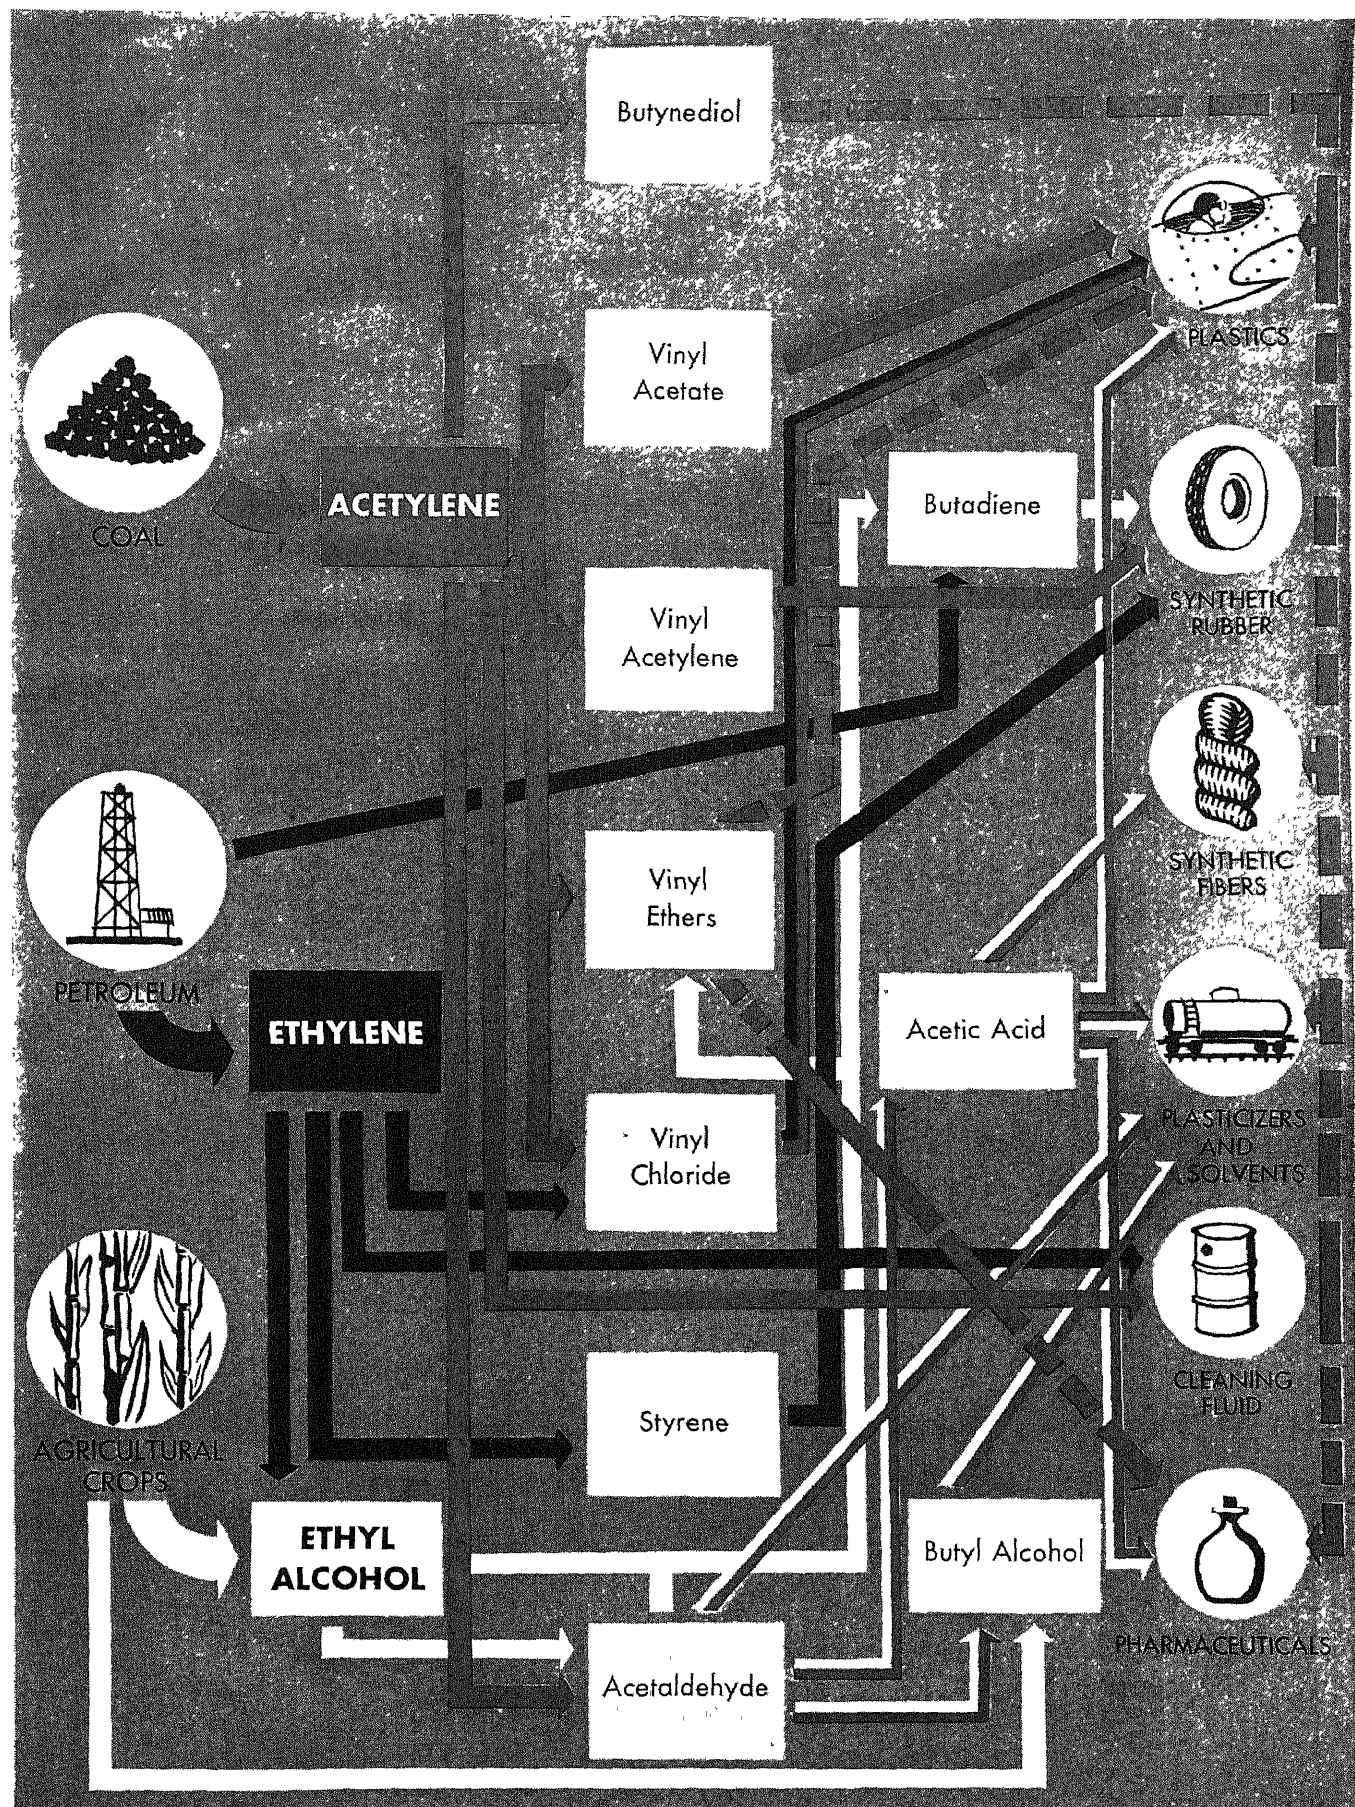 Butynediol
Vinyl
Acetate
PLASTICS
COAL
ACETYLENE
Butadiene
Vinyl
Acetylene
SYNTHETIC
RUBBER
PETROLEUM
ETHYLENE
Vinyl
Ethers
SYNTHETIC
FIBERS
Acetic Acid
Vinyl
Chloride
PLASTICIZERS
AND
SOLVENTS
AGRICULTURAL
CROPS
Styrene
CLEANING
FLUID
ETHYL
ALCOHOL
Butyl Alcohol
Acetaldehyde
PHARMACEUTICALS